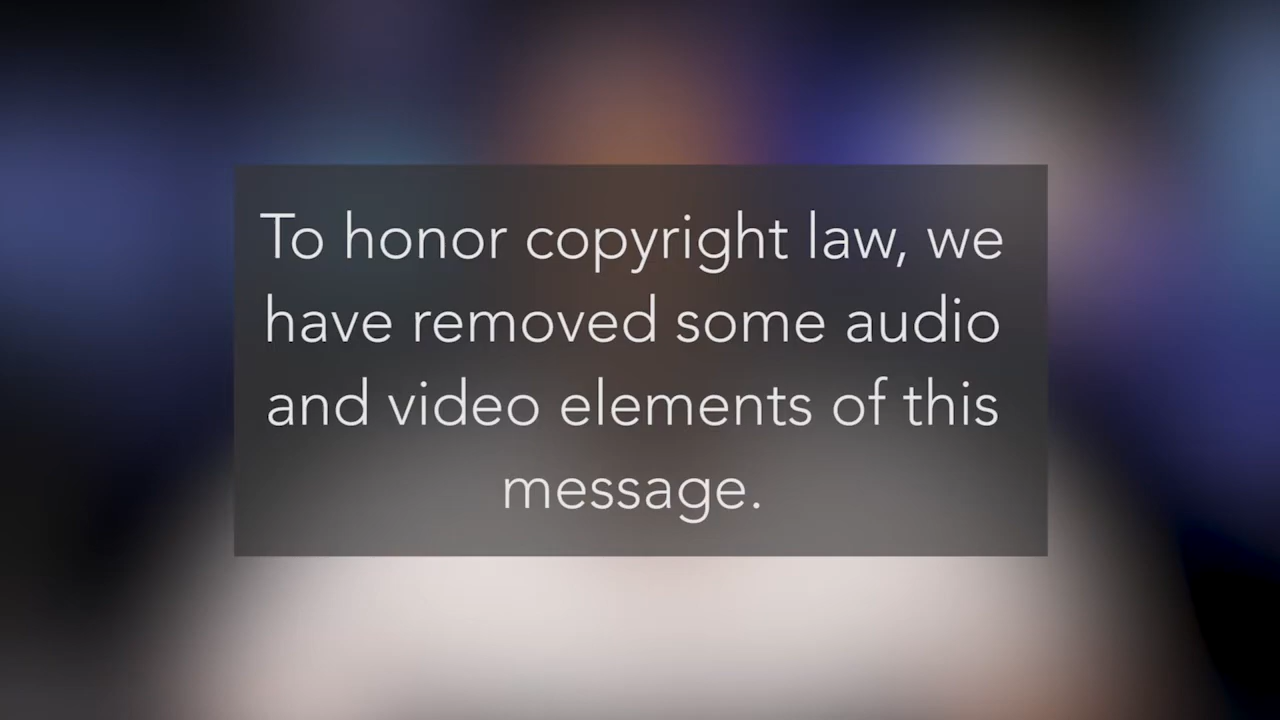 To honor copyright law, we
have removed some audio
and video elements of this
message.